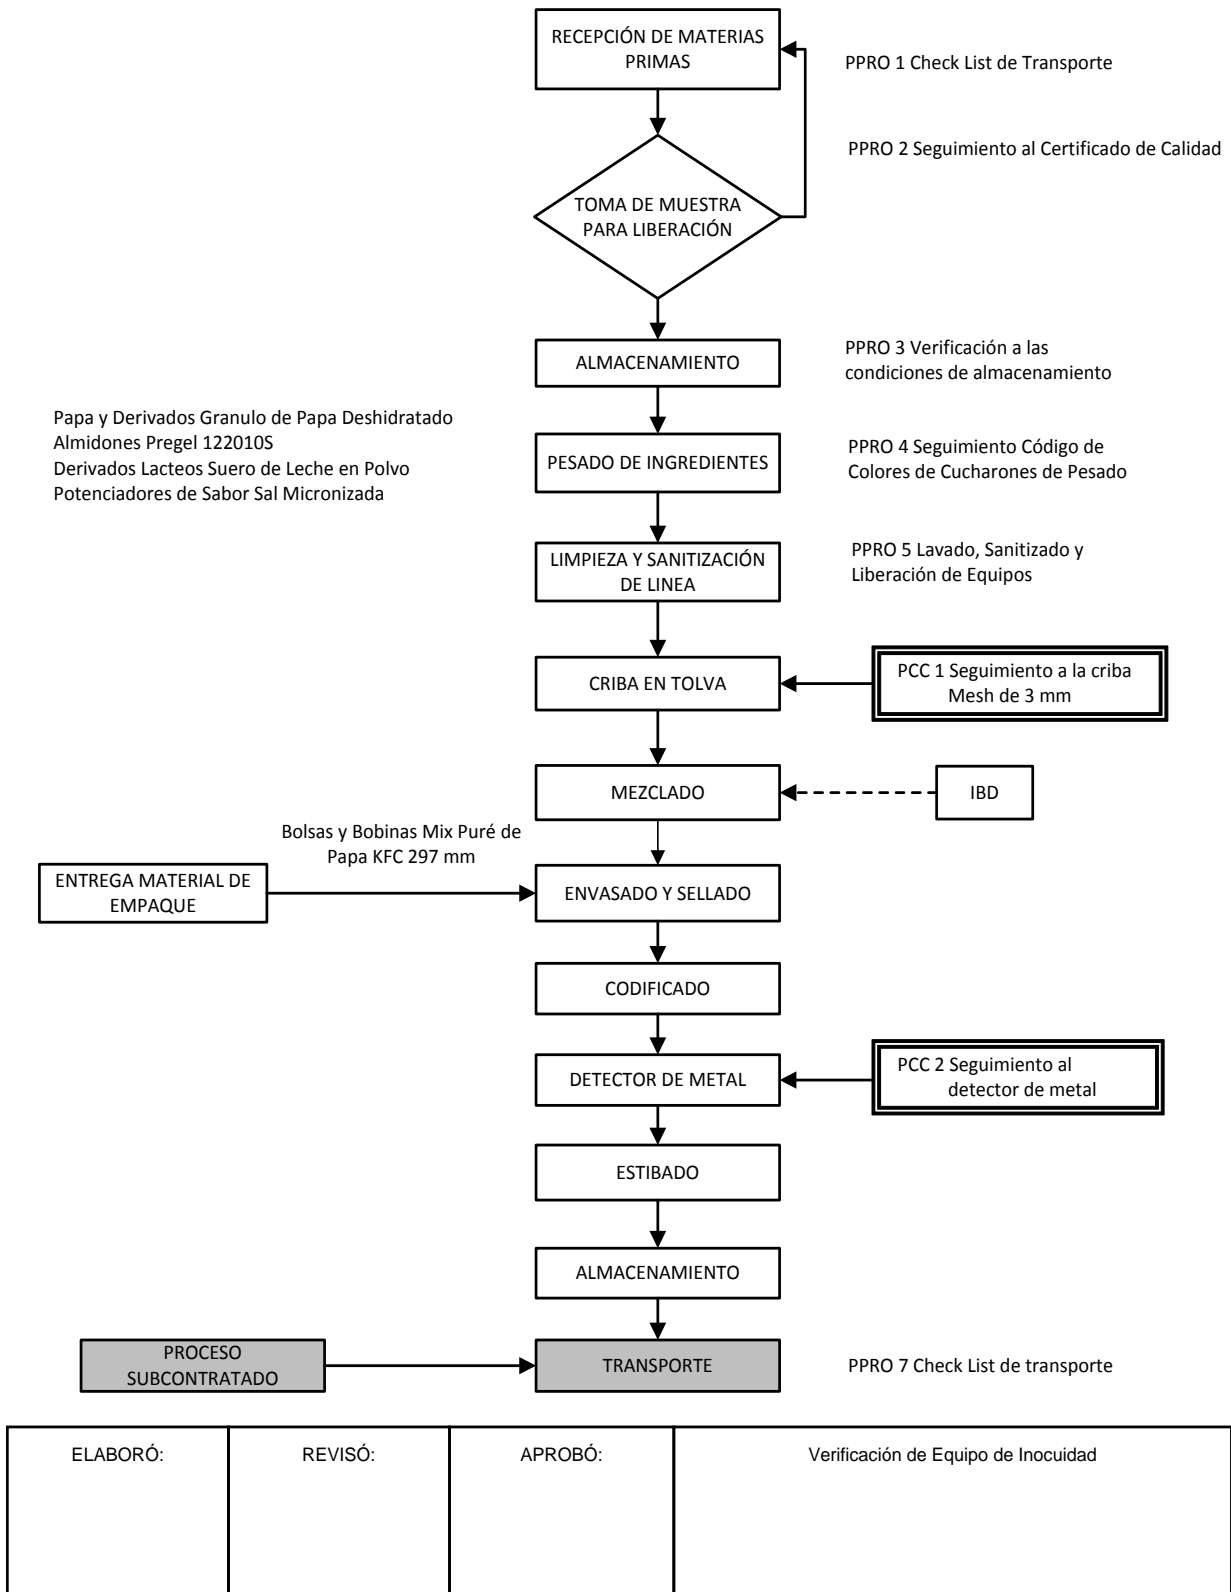 RECEPCIÓN DE MATERIAS
PRIMAS
PPRO 1 Check List de Transporte
PPRO 2 Seguimiento al Certificado de Calidad
TOMA DE MUESTRA
PARA LIBERACIÓN
ALMACENAMIENTO
PPRO 3 Verificación a las
condiciones de almacenamiento
Papa y Derivados Granulo de Papa Deshidratado
Almidones Pregel 122010S
Derivados Lacteos Suero de Leche en Polvo
Potenciadores de Sabor Sal Micronizada
PESADO DE INGREDIENTES
PPRO 4 Seguimiento Código de
Colores de Cucharones de Pesado
LIMPIEZA Y SANITIZACIÓN
DE LINEA
PPRO 5 Lavado, Sanitizado y
Liberación de Equipos
CRIBA EN TOLVA
PCC 1 Seguimiento a la criba
Mesh de 3 mm
MEZCLADO
IBD
Bolsas y Bobinas Mix Puré de
Papa KFC 297 mm
ENTREGA MATERIAL DE
EMPAQUE
ENVASADO Y SELLADO
CODIFICADO
DETECTOR DE METAL
PCC 2 Seguimiento al
detector de metal
ESTIBADO
ALMACENAMIENTO
PROCESO
SUBCONTRATADO
TRANSPORTE
PPRO 7 Check List de transporte
ELABORÓ:
REVISÓ:
APROBÓ:
Verificación de Equipo de Inocuidad